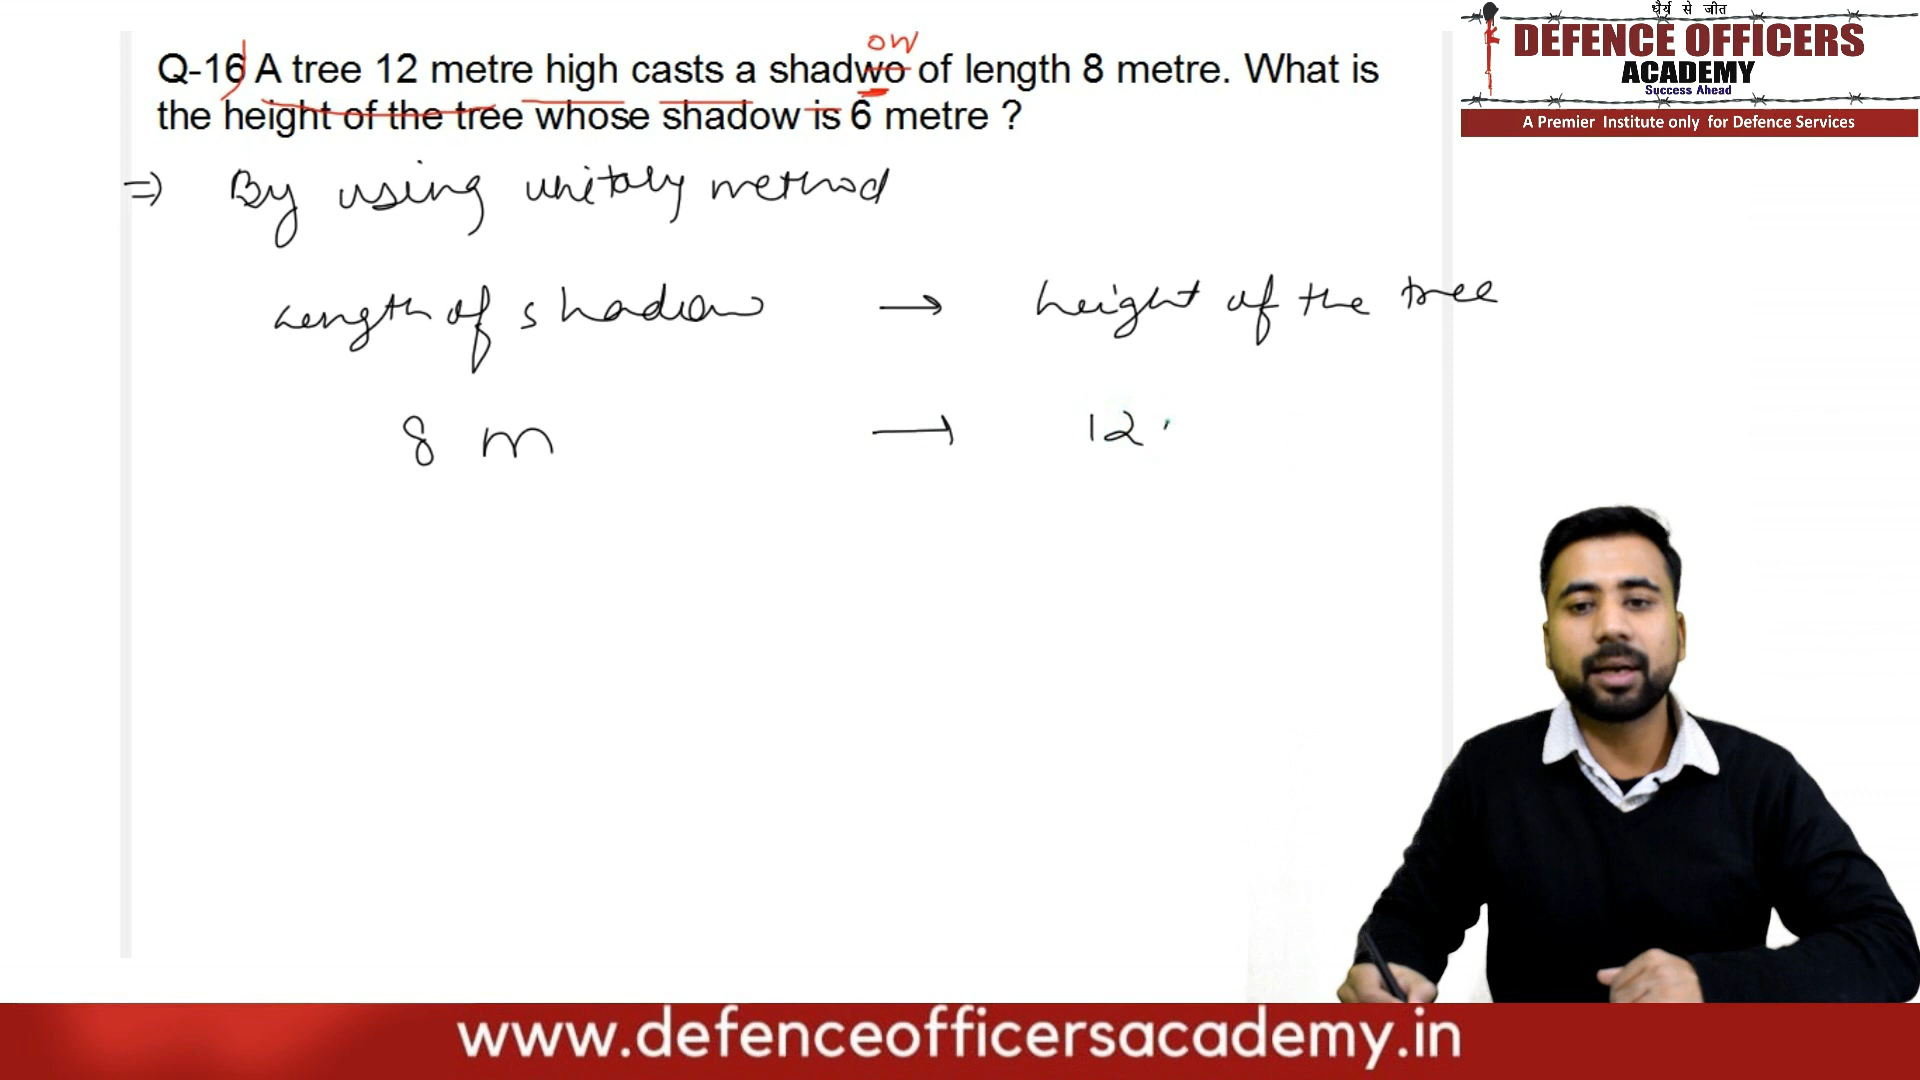 ow
Q-16 A tree 12 metre high casts a shadwo of length 8 metre. What is
the height of the tree whose shadow is 6 metre ?
=> By using unitary method
Length of shadow → height of the tree
8 m → 12
धैर्य से जीत
DEFENCE OFFICERS
ACADEMY
Success Ahead
A Premier Institute only for Defence Services
www.defenceofficersacademy.in